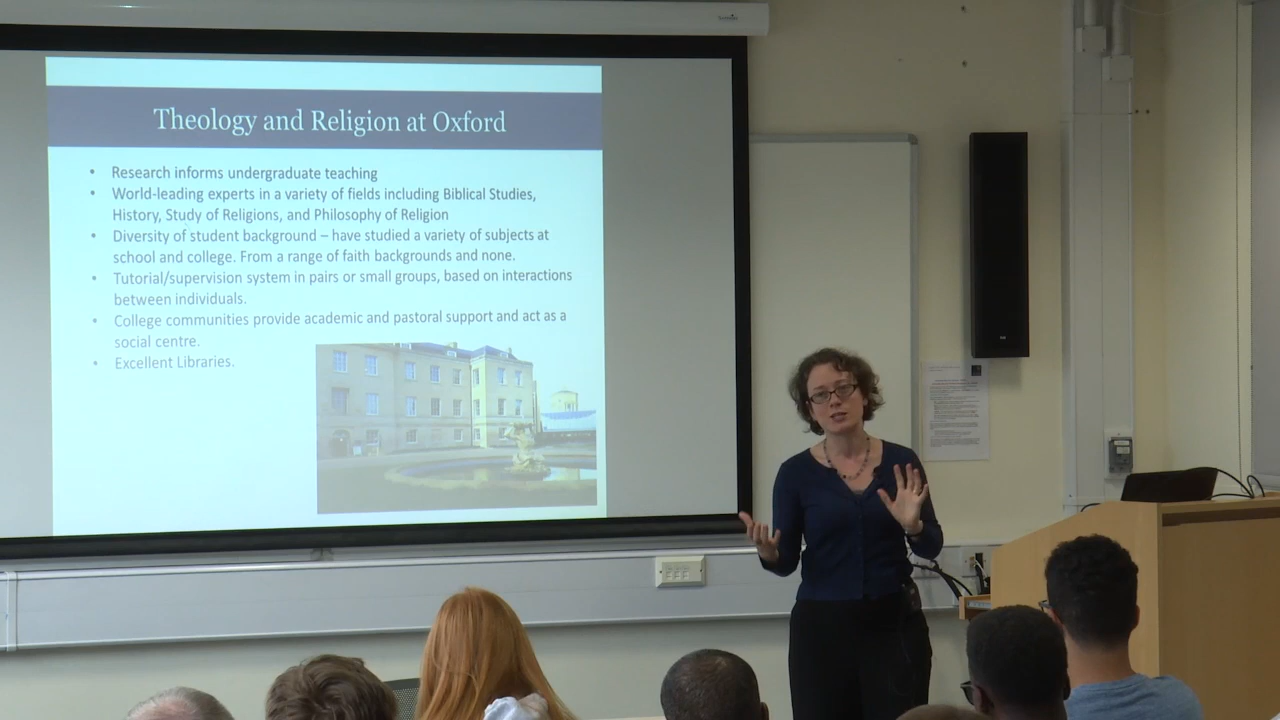 Theology and Religion at Oxford
• Research informs undergraduate teaching
• World-leading experts in a variety of fields including Biblical Studies,
History, Study of Religions, and Philosophy of Religion
• Diversity of student background – have studied a variety of subjects at
school and college. From a range of faith backgrounds and none.
• Tutorial/supervision system in pairs or small groups, based on interactions
between individuals.
• College communities provide academic and pastoral support and act as a
social centre.
• Excellent Libraries.